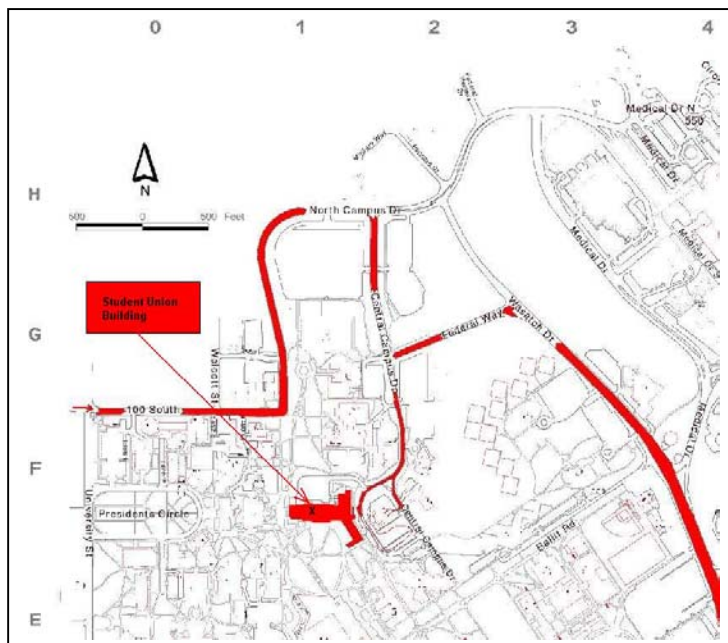 0 1 2 3 4
Medical Dr N
550
Medical Dr.
N
H
500 0 500 Feet
North Campus Dr
Medical Dr.
Student Union
Building
G
Central Campus Dr
Federal Way
Wasatch Dr.
Wolcott St
100 South
Medical Dr
F
University St
Presidents Circle
X
Central Campus Dr
Ballif Rd
E